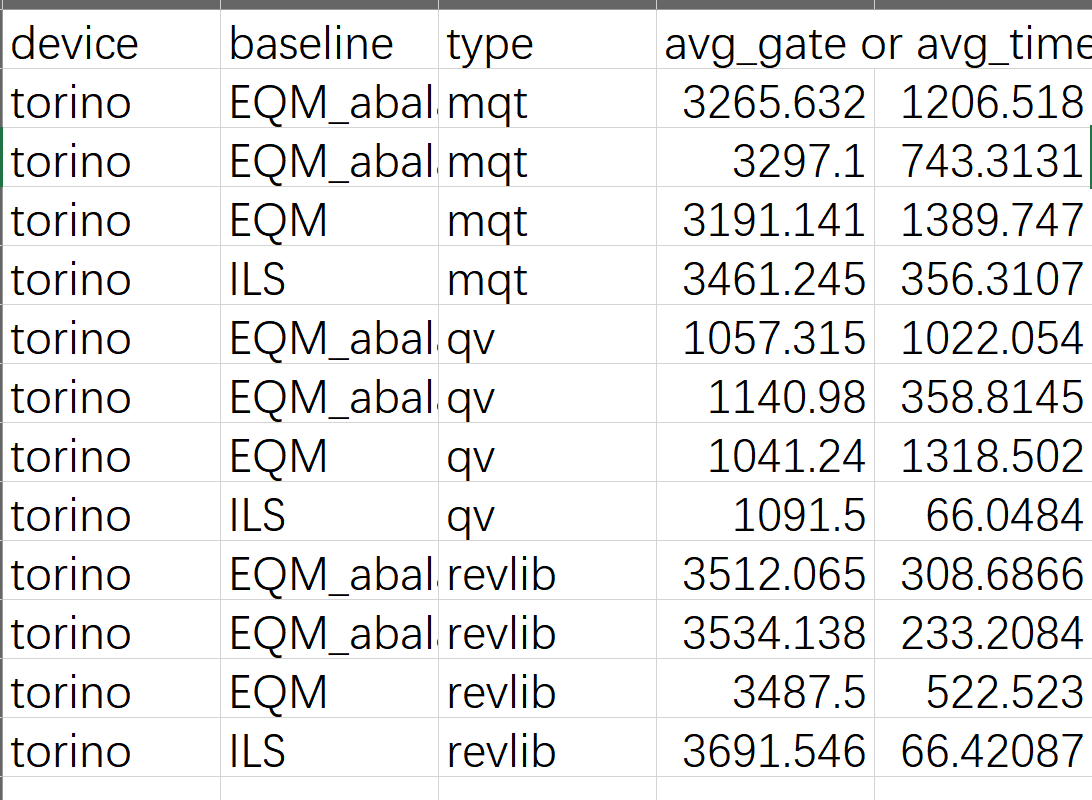 device baseline type avg_gate or avg_time
torino EQM_abal mqt 3265.632 1206.518
torino EQM_abal mqt 3297.1 743.3131
torino EQM mqt 3191.141 1389.747
torino ILS mqt 3461.245 356.3107
torino EQM_abal qv 1057.315 1022.054
torino EQM_abal qv 1140.98 358.8145
torino EQM qv 1041.24 1318.502
torino ILS qv 1091.5 66.0484
torino EQM_abal revlib 3512.065 308.6866
torino EQM_abal revlib 3534.138 233.2084
torino EQM revlib 3487.5 522.523
torino ILS revlib 3691.546 66.42087